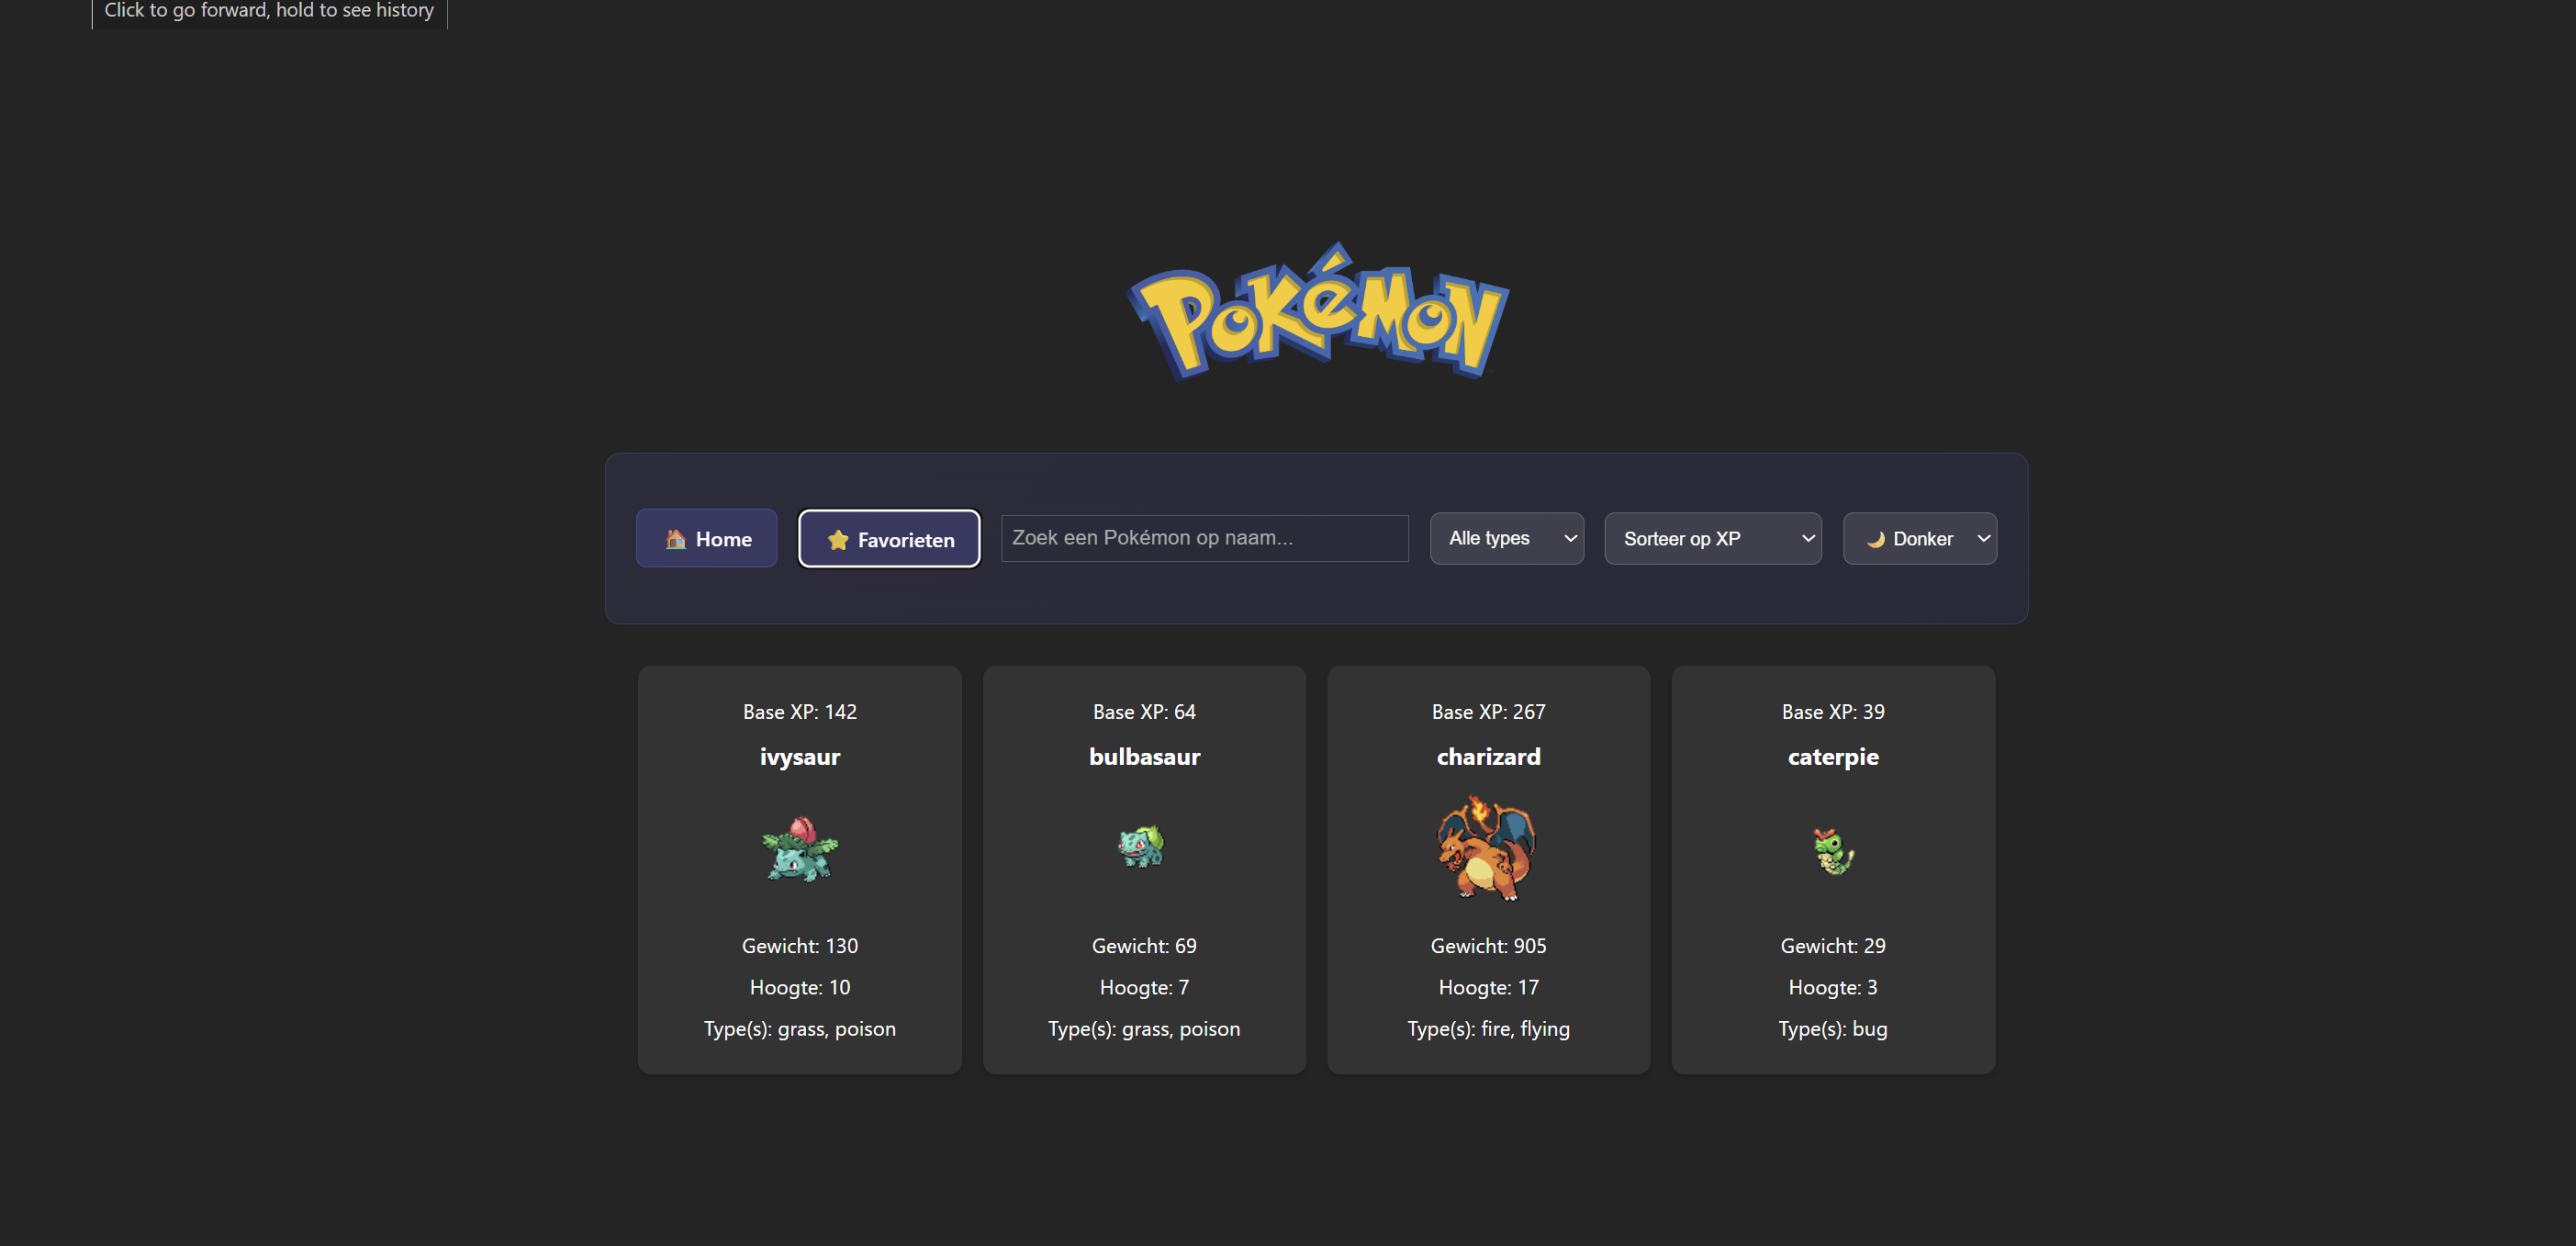 Click to go forward, hold to see history
Pokémon
🏠 Home
⭐ Favorieten
Zoek een Pokémon op naam...
Alle types
Sorteer op XP
🌙 Donker
Base XP: 142
ivysaur
Gewicht: 130
Hoogte: 10
Type(s): grass, poison
Base XP: 64
bulbasaur
Gewicht: 69
Hoogte: 7
Type(s): grass, poison
Base XP: 267
charizard
Gewicht: 905
Hoogte: 17
Type(s): fire, flying
Base XP: 39
caterpie
Gewicht: 29
Hoogte: 3
Type(s): bug